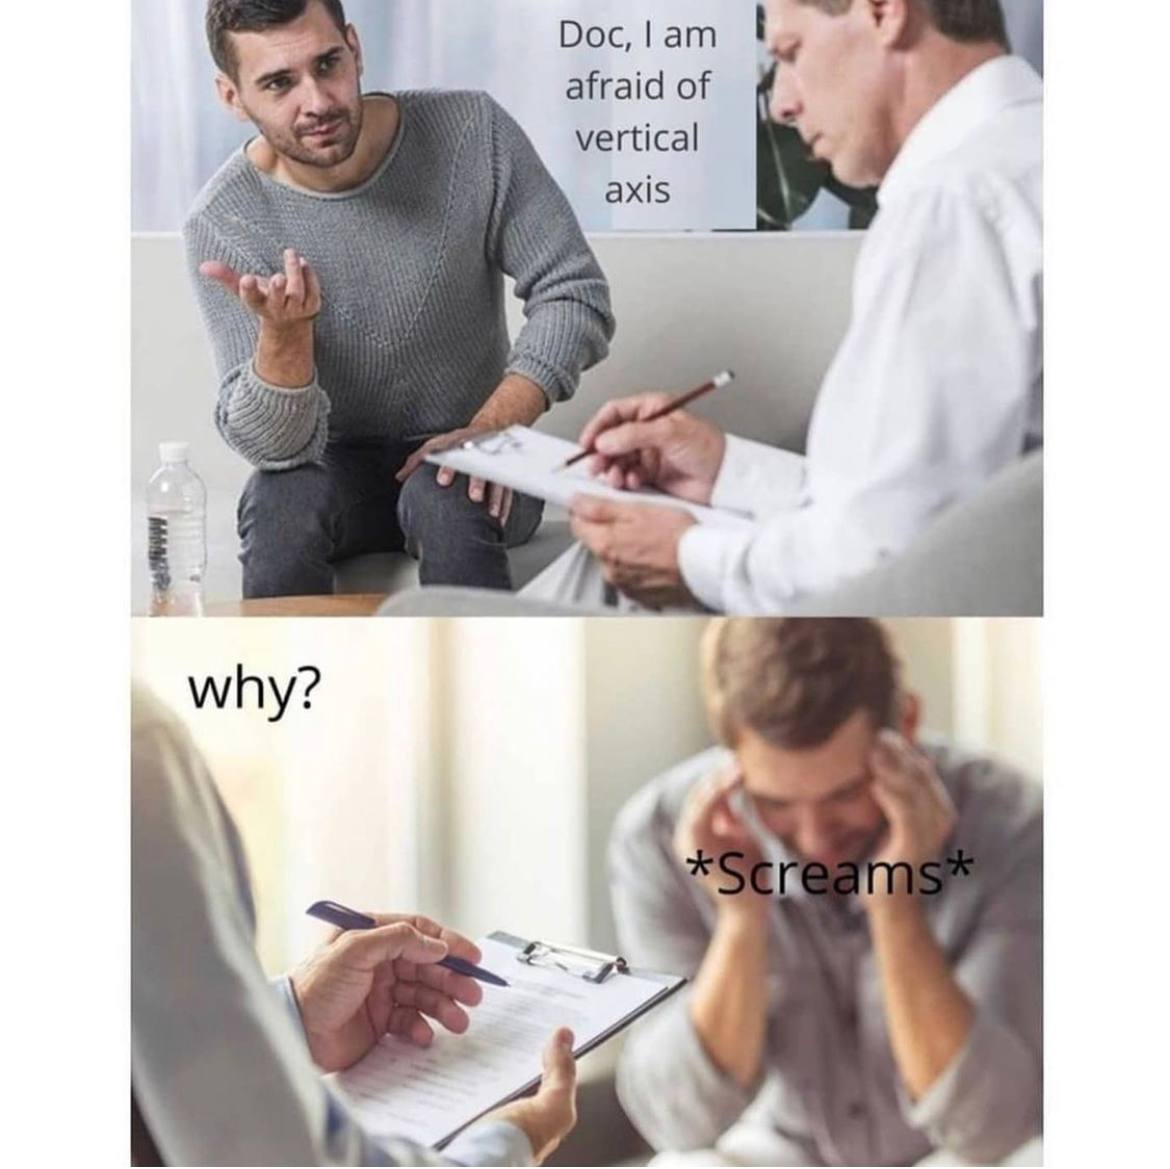 Doc, I am
afraid of
vertical
axis
why?
*Screams*